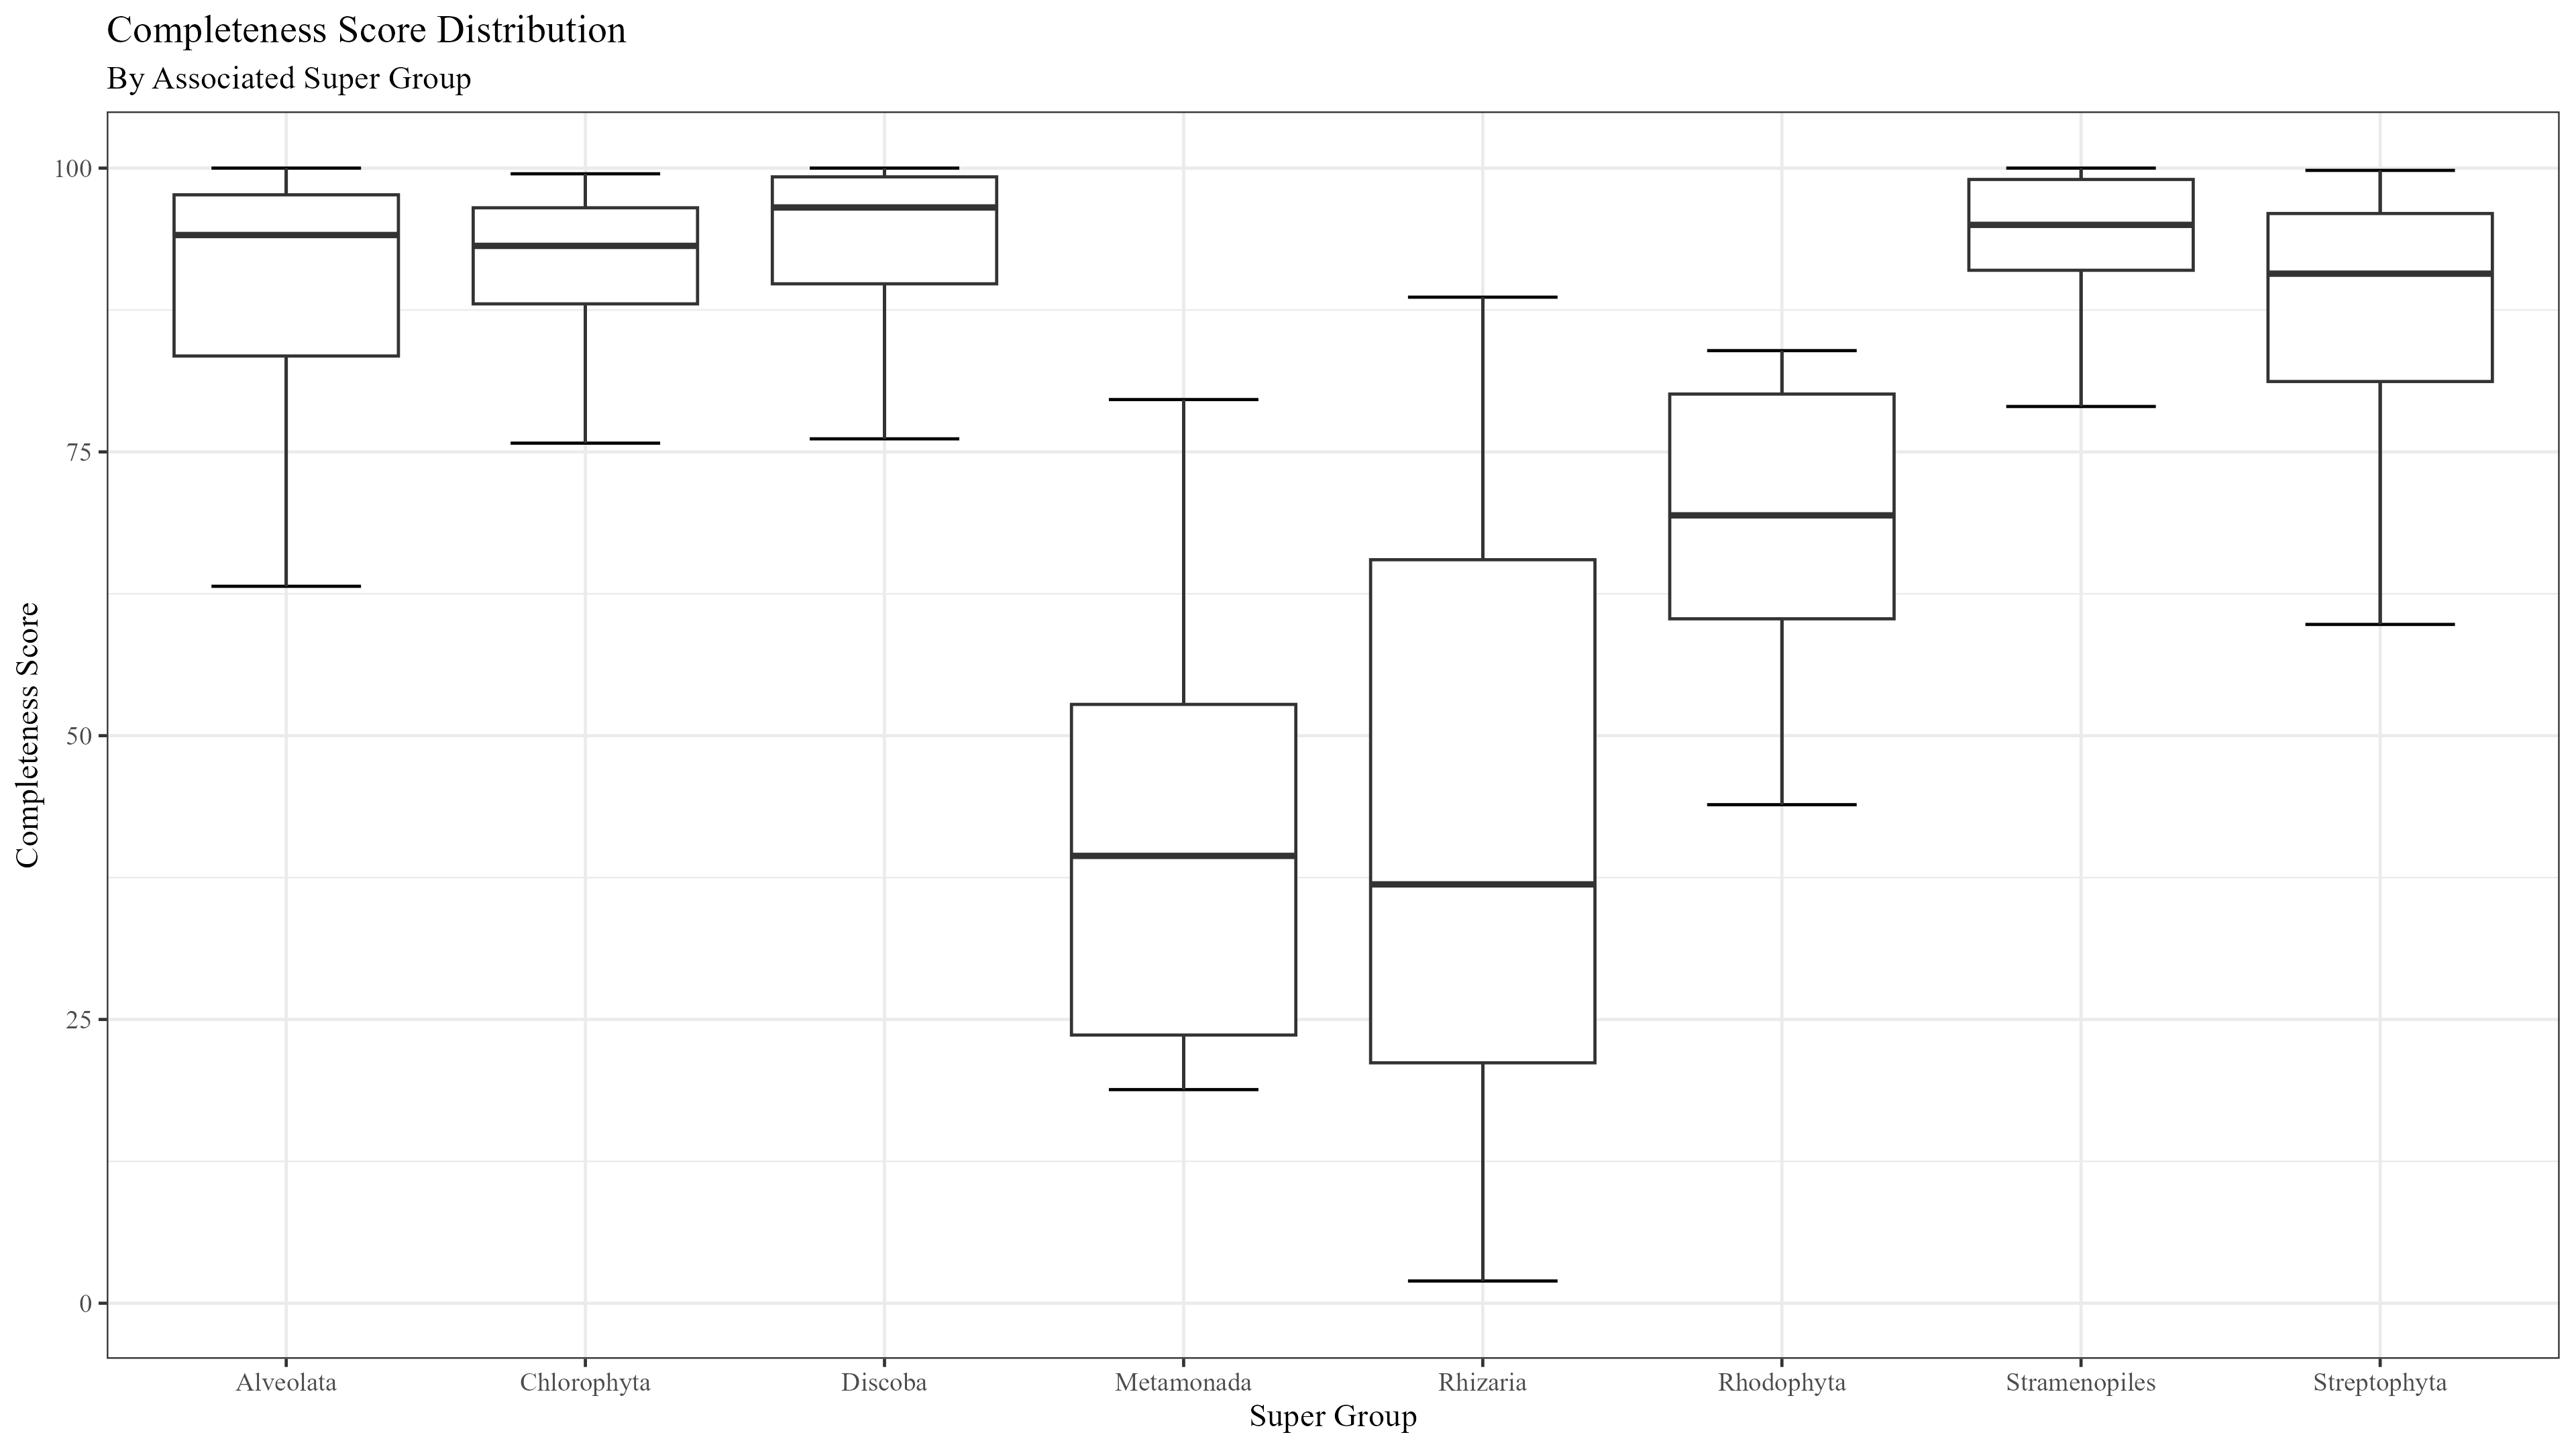 Completeness Score Distribution
By Associated Super Group
Completeness Score
100
75
50
25
0
Alveolata
Chlorophyta
Discoba
Metamonada
Rhizaria
Rhodophyta
Stramenopiles
Streptophyta
Super Group